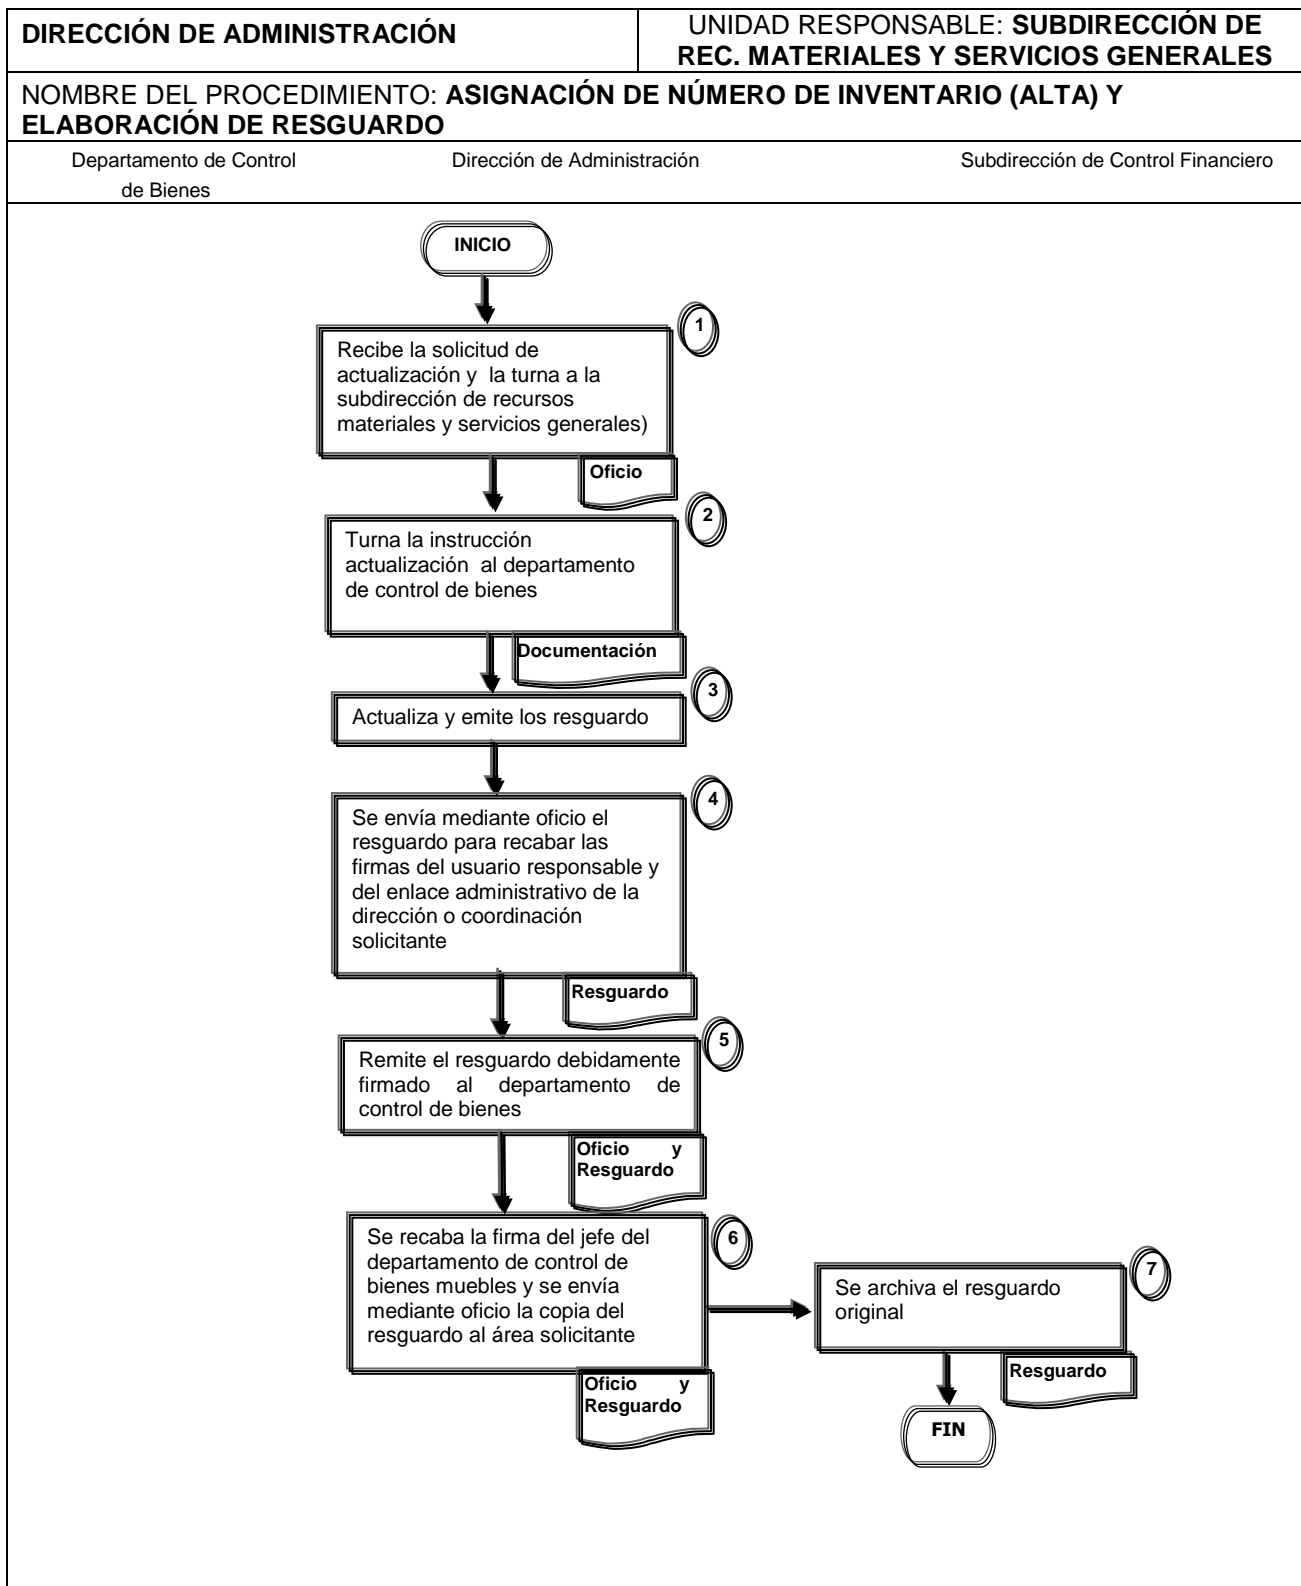 DIRECCIÓN DE ADMINISTRACIÓN
UNIDAD RESPONSABLE: SUBDIRECCIÓN DE
REC. MATERIALES Y SERVICIOS GENERALES
NOMBRE DEL PROCEDIMIENTO: ASIGNACIÓN DE NÚMERO DE INVENTARIO (ALTA) Y
ELABORACIÓN DE RESGUARDO
Departamento de Control
de Bienes
Dirección de Administración
Subdirección de Control Financiero
INICIO
1
Recibe la solicitud de
actualización y la turna a la
subdirección de recursos
materiales y servicios generales)
Oficio
2
Turna la instrucción
actualización al departamento
de control de bienes
Documentación
3
Actualiza y emite los resguardo
4
Se envía mediante oficio el
resguardo para recabar las
firmas del usuario responsable y
del enlace administrativo de la
dirección o coordinación
solicitante
Resguardo
5
Remite el resguardo debidamente
firmado al departamento de
control de bienes
Oficio y
Resguardo
6
Se recaba la firma del jefe del
departamento de control de
bienes muebles y se envía
mediante oficio la copia del
resguardo al área solicitante
Oficio y
Resguardo
7
Se archiva el resguardo
original
Resguardo
FIN